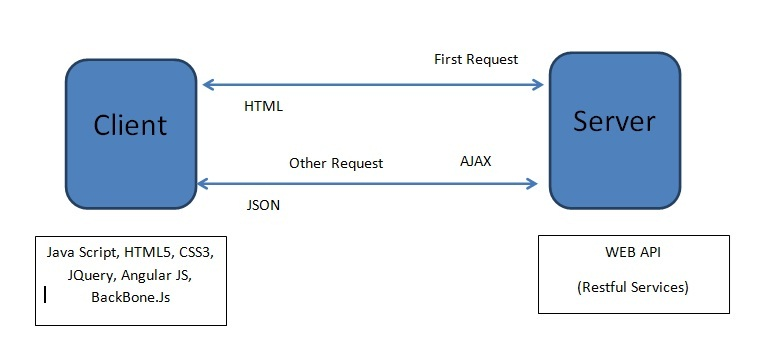 First Request
Client
Server
HTML
Other Request
AJAX
JSON
Java Script, HTML5, CSS3,
JQuery, Angular JS,
BackBone.Js
WEB API
(Restful Services)